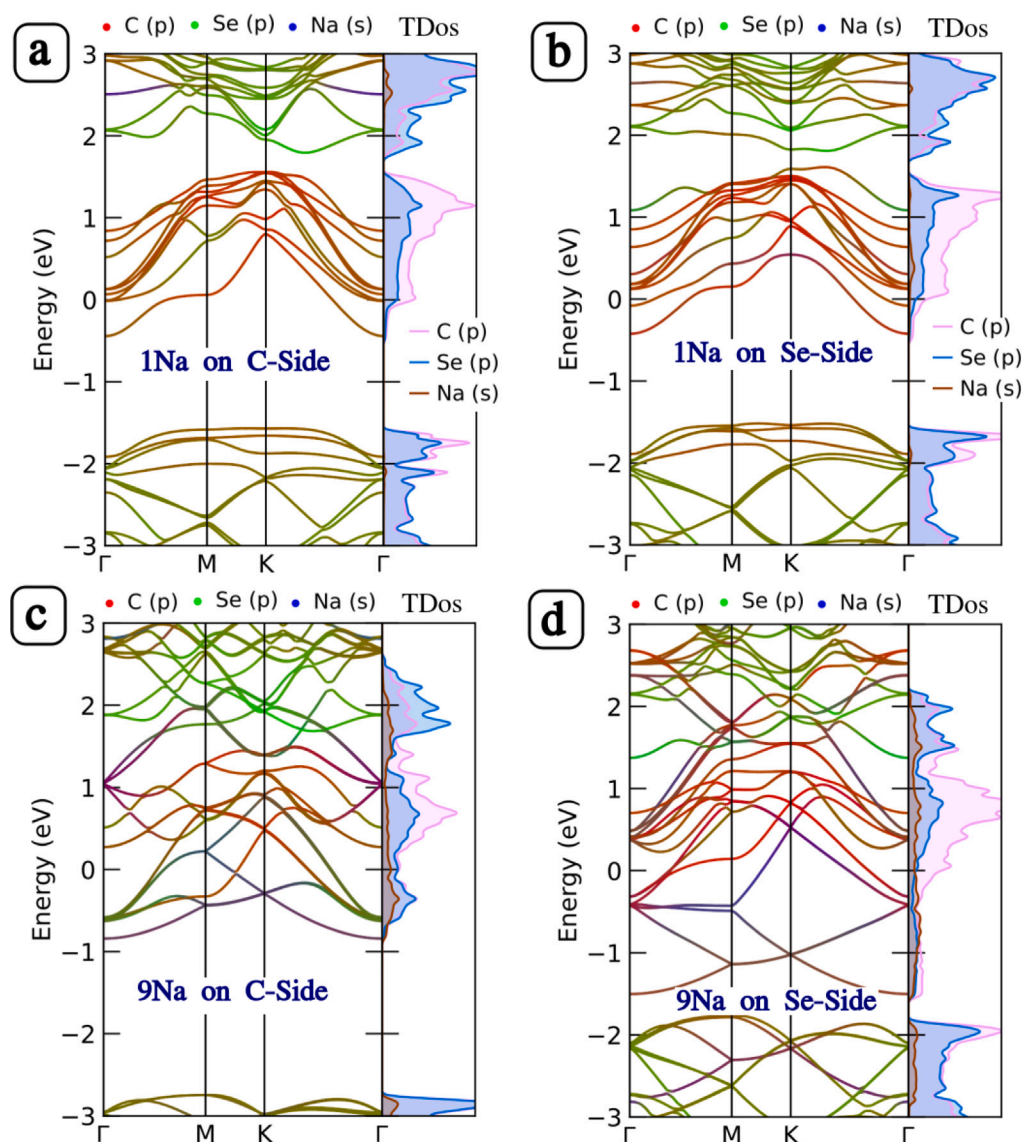 • C (p) • Se (p) • Na (s) TDos
a
3
2
1
0
−1
−2
−3
Energy (eV)
1Na on C-Side
C (p)
Se (p)
Na (s)
Γ M K Γ
• C (p) • Se (p) • Na (s) TDos
b
3
2
1
0
−1
−2
−3
Energy (eV)
1Na on Se-Side
C (p)
Se (p)
Na (s)
Γ M K Γ
• C (p) • Se (p) • Na (s) TDos
c
3
2
1
0
−1
−2
−3
Energy (eV)
9Na on C-Side
Γ M K Γ
• C (p) • Se (p) • Na (s) TDos
d
3
2
1
0
−1
−2
−3
Energy (eV)
9Na on Se-Side
Γ M K Γ